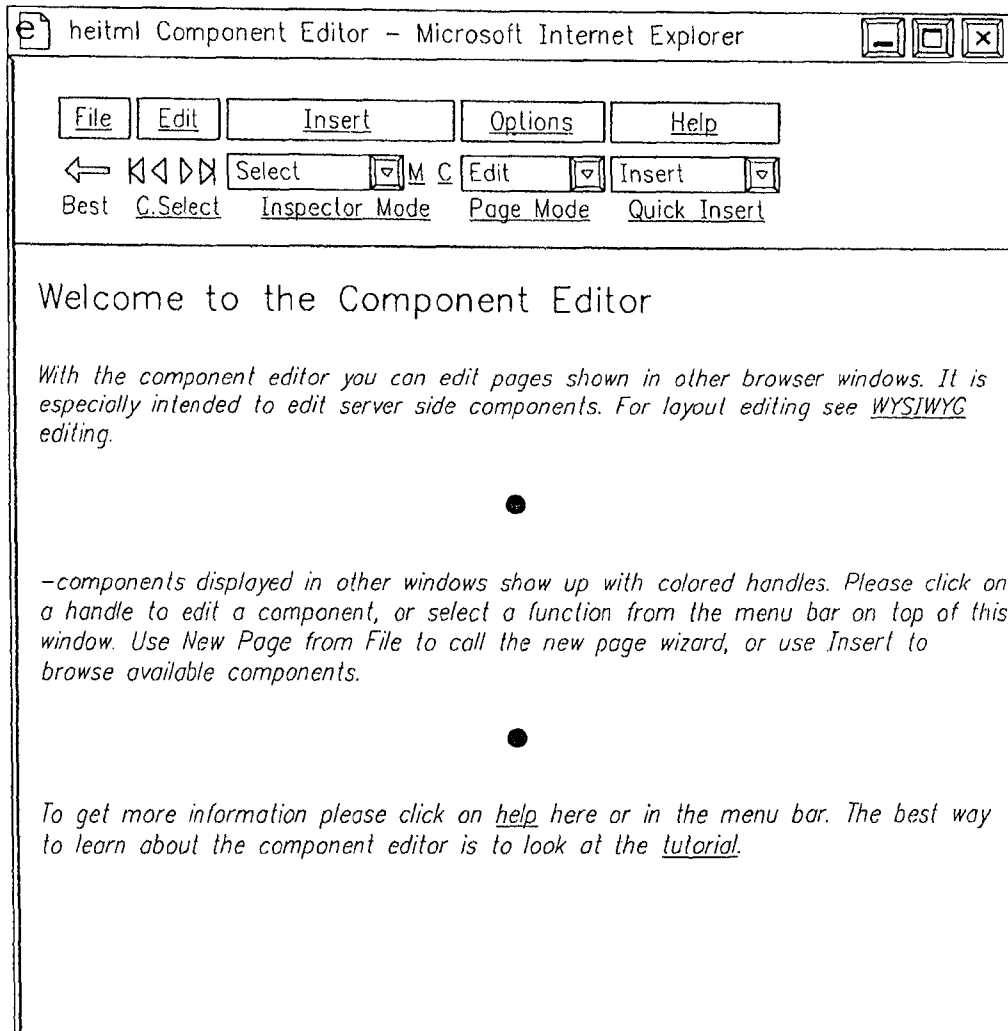 heitml Component Editor – Microsoft Internet Explorer
File Edit Insert Options Help
Select M C Edit Insert
Best C.Select Inspector Mode Page Mode Quick Insert
Welcome to the Component Editor
With the component editor you can edit pages shown in other browser windows. It is
especially intended to edit server side components. For layout editing see WYSIWYG
editing.
–components displayed in other windows show up with colored handles. Please click on
a handle to edit a component, or select a function from the menu bar on top of this
window. Use New Page from File to call the new page wizard, or use Insert to
browse available components.
To get more information please click on help here or in the menu bar. The best way
to learn about the component editor is to look at the tutorial.